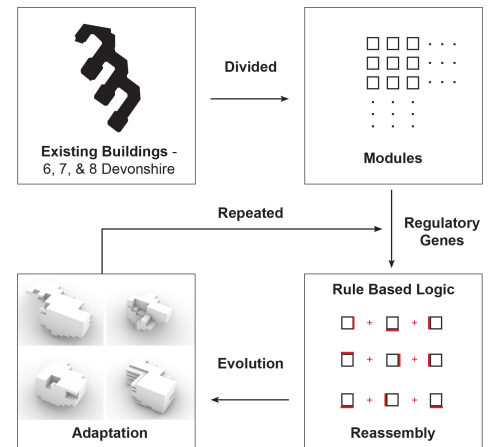 Divided
Existing Buildings -
6, 7, & 8 Devonshire
Modules
Repeated
Regulatory
Genes
Rule Based Logic
+ +
+ +
+ +
Evolution
Adaptation
Reassembly